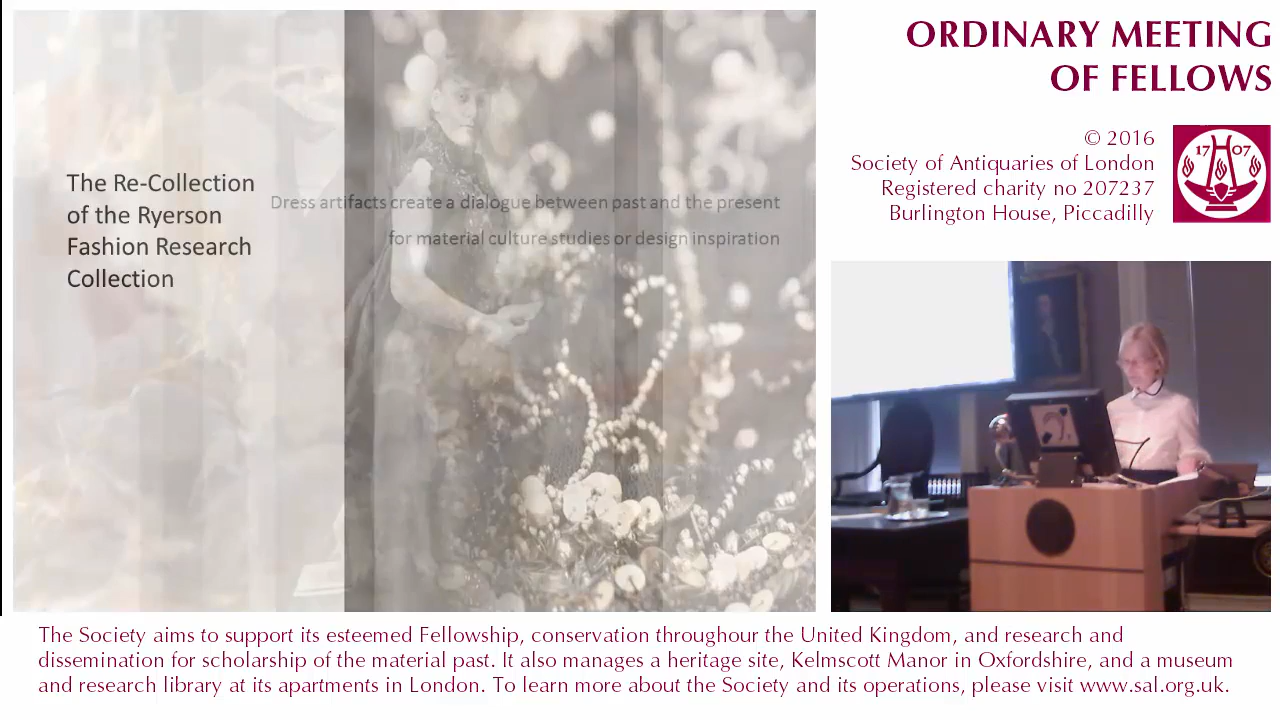 ORDINARY MEETING
OF FELLOWS
© 2016
Society of Antiquaries of London
Registered charity no 207237
Burlington House, Piccadilly
17 07
The Re-Collection
of the Ryerson
Fashion Research
Collection
Dress artifacts create a dialogue between past and the present
for material culture studies or design inspiration
The Society aims to support its esteemed Fellowship, conservation throughour the United Kingdom, and research and
dissemination for scholarship of the material past. It also manages a heritage site, Kelmscott Manor in Oxfordshire, and a museum
and research library at its apartments in London. To learn more about the Society and its operations, please visit www.sal.org.uk.